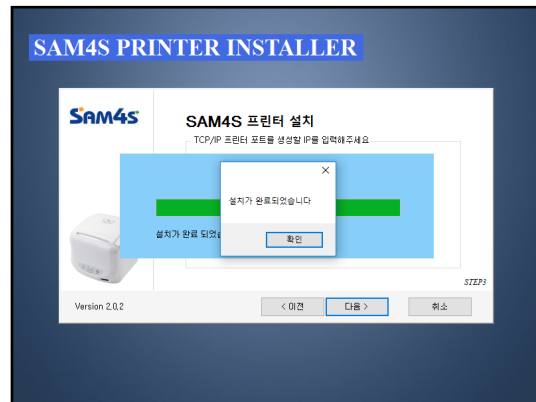 SAM4S PRINTER INSTALLER
SAM4S
SAM4S 프린터 설치
TCP/IP 프린터 포트를 생성할 IP를 입력해주세요
설치가 완료되었습니다
설치가 완료 되었
확인
STEP3
Version 2,0,2
< 이전
다음 >
취소